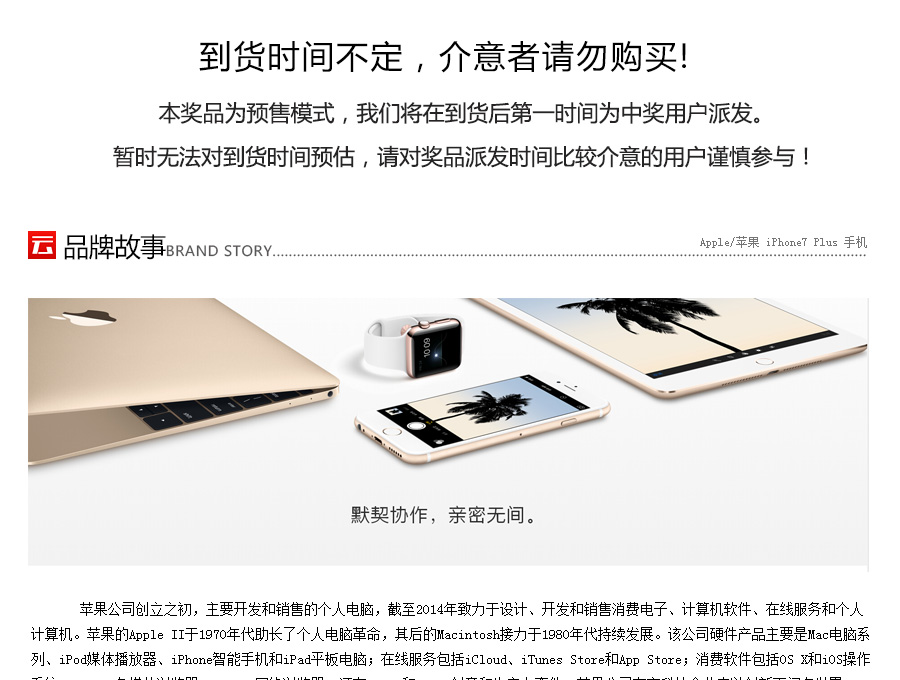 到货时间不定，介意者请勿购买!
本奖品为预售模式，我们将在到货后第一时间为中奖用户派发。
暂时无法对到货时间预估，请对奖品派发时间比较介意的用户谨慎参与！
云 品牌故事BRAND STORY
Apple/苹果 iPhone7 Plus 手机
10:09
默契协作，亲密无间。
苹果公司创立之初，主要开发和销售的个人电脑，截至2014年致力于设计、开发和销售消费电子、计算机软件、在线服务和个人
计算机。苹果的Apple II于1970年代助长了个人电脑革命，其后的Macintosh接力于1980年代持续发展。该公司硬件产品主要是Mac电脑系
列、iPod媒体播放器、iPhone智能手机和iPad平板电脑；在线服务包括iCloud、iTunes Store和App Store；消费软件包括OS X和iOS操作